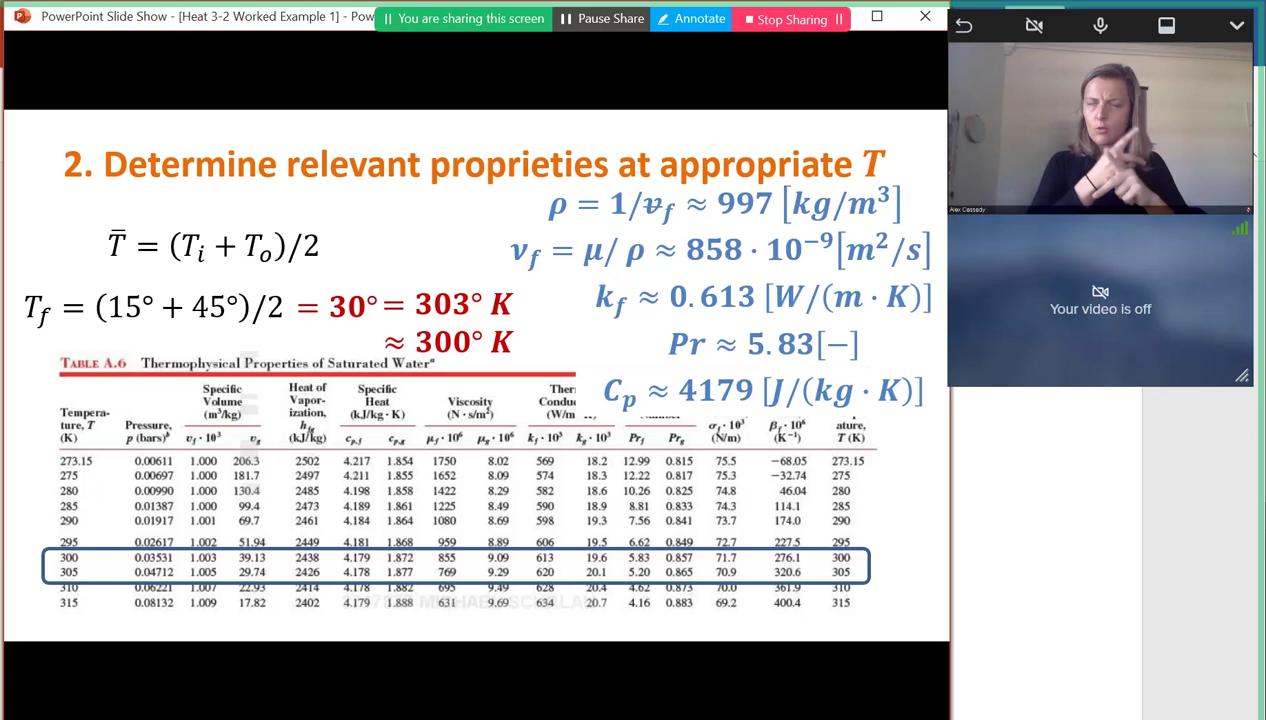 PowerPoint Slide Show - [Heat 3-2 Worked Example 1] - Pow
You are sharing this screen
Pause Share
Annotate
Stop Sharing
Alex Cassady
Your video is off
2. Determine relevant proprieties at appropriate T
T̄ = (Tᵢ + Tₒ)/2
T_f = (15° + 45°)/2 = 30° = 303° K
≈ 300° K
ρ = 1/v_f ≈ 997 [kg/m³]
ν_f = μ/ ρ ≈ 858 · 10⁻⁹[m²/s]
k_f ≈ 0.613 [W/(m · K)]
Pr ≈ 5.83[−]
C_p ≈ 4179 [J/(kg · K)]
TABLE A.6 Thermophysical Properties of Saturated Waterᵃ
Tempera-ture, T (K)
Pressure, p (bars)ᵇ
Specific Volume (m³/kg)
v_f · 10³ v_g
Heat of Vapor-ization, h_fg (kJ/kg)
Specific Heat (kJ/kg · K)
c_p,f c_p,g
Viscosity (N · s/m²)
μ_f · 10⁶ μ_g · 10⁶
k_f · 10³ k_g · 10³
Pr_f Pr_g
σ_f · 10³ (N/m)
β_f · 10⁶ (K⁻¹)
ature, T (K)
273.15 0.00611 1.000 206.3 2502 4.217 1.854 1750 8.02 569 18.2 12.99 0.815 75.5 −68.05 273.15
275 0.00697 1.000 181.7 2497 4.211 1.855 1652 8.09 574 18.3 12.22 0.817 75.3 −32.74 275
280 0.00990 1.000 130.4 2485 4.198 1.858 1422 8.29 582 18.6 10.26 0.825 74.8 46.04 280
285 0.01387 1.000 99.4 2473 4.189 1.861 1225 8.49 590 18.9 8.81 0.833 74.3 114.1 285
290 0.01917 1.001 69.7 2461 4.184 1.864 1080 8.69 598 19.3 7.56 0.841 73.7 174.0 290
295 0.02617 1.002 51.94 2449 4.181 1.868 959 8.89 606 19.5 6.62 0.849 72.7 227.5 295
300 0.03531 1.003 39.13 2438 4.179 1.872 855 9.09 613 19.6 5.83 0.857 71.7 276.1 300
305 0.04712 1.005 29.74 2426 4.178 1.877 769 9.29 620 20.1 5.20 0.865 70.9 320.6 305
310 0.06221 1.007 22.93 2414 4.178 1.882 695 9.49 628 20.4 4.62 0.873 70.0 361.9 310
315 0.08132 1.009 17.82 2402 4.179 1.888 631 9.69 634 20.7 4.16 0.883 69.2 400.4 315